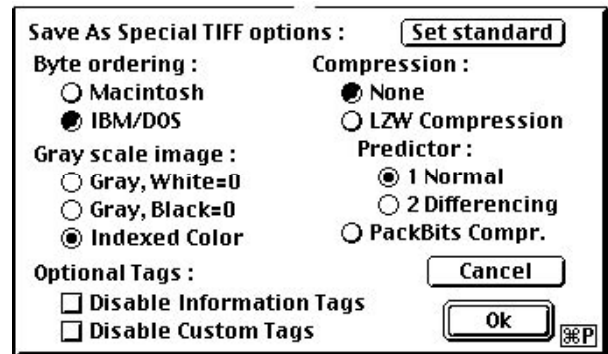 Save As Special TIFF options : Set standard
Byte ordering : Compression :
Macintosh None
IBM/DOS LZW Compression
Gray scale image : Predictor :
Gray, White=0 1 Normal
Gray, Black=0 2 Differencing
Indexed Color PackBits Compr.
Optional Tags : Cancel
Disable Information Tags
Disable Custom Tags Ok ⌘P